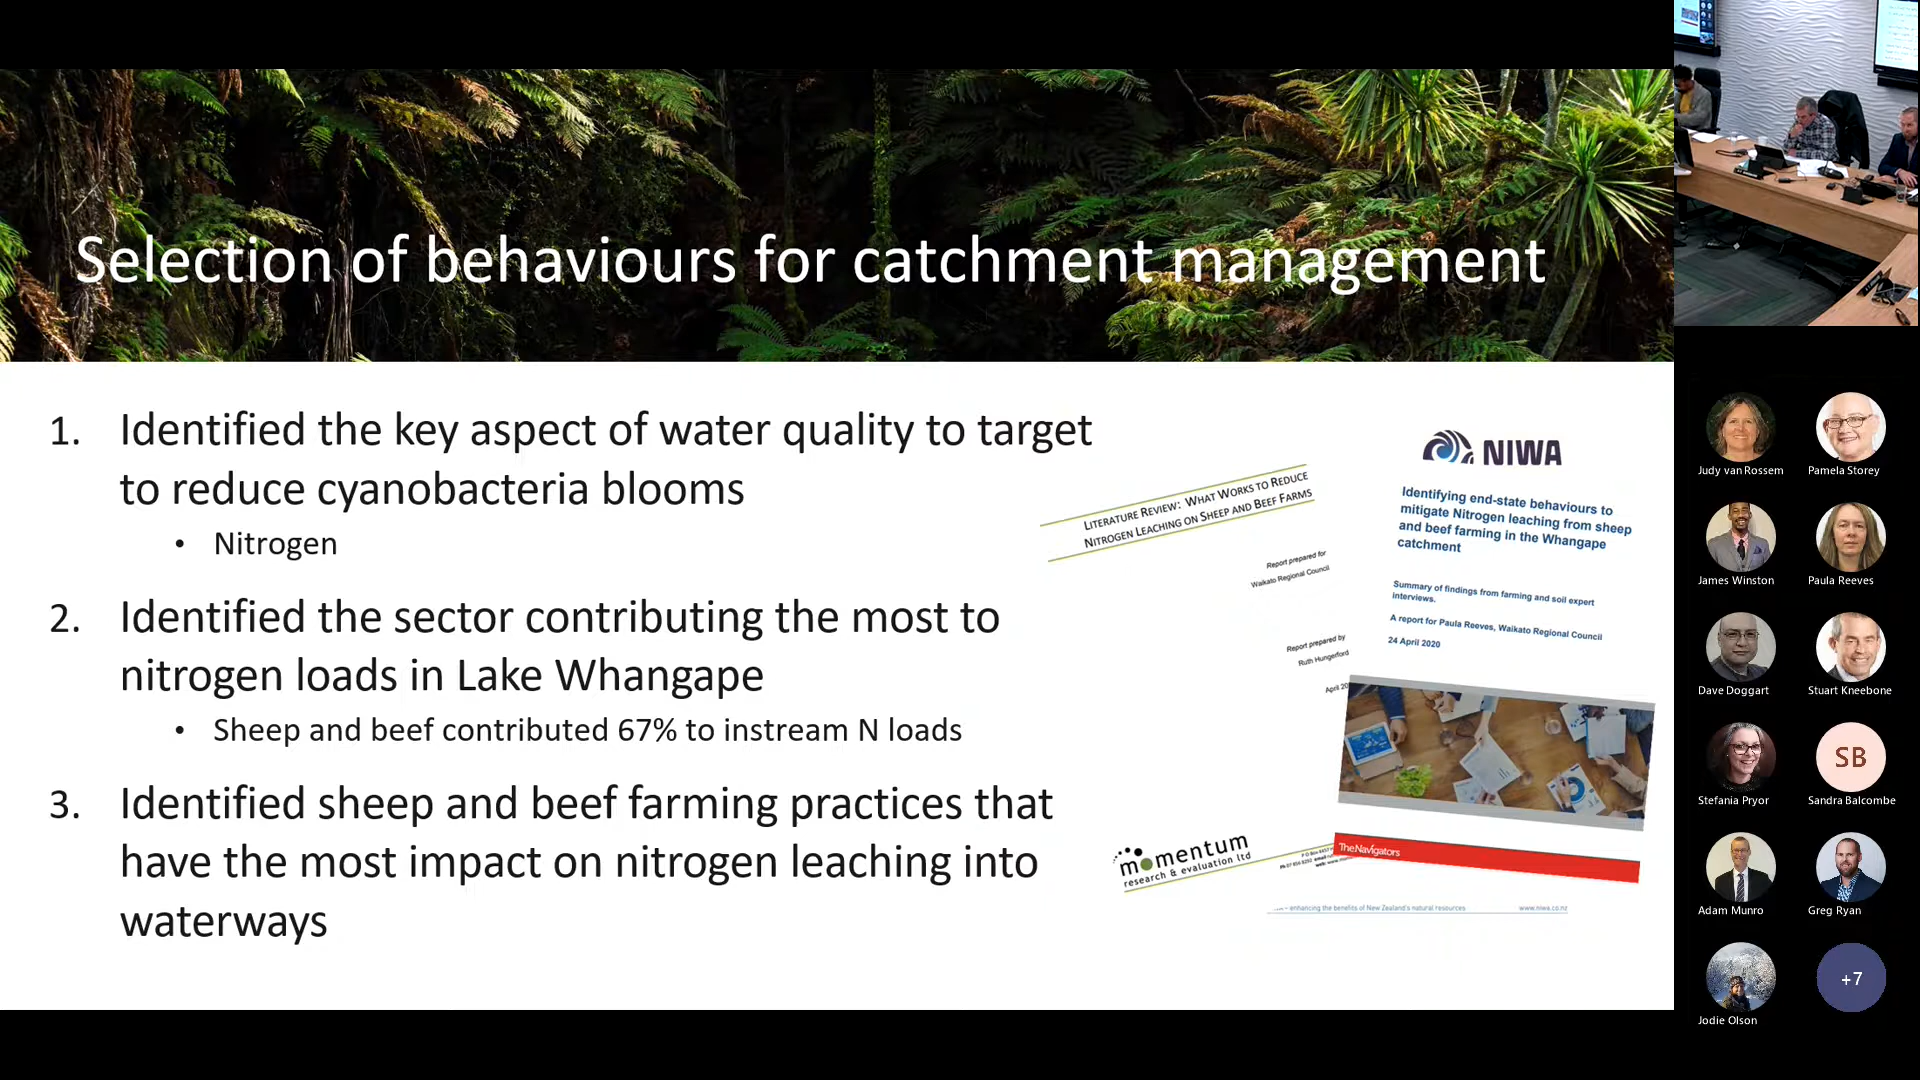 Selection of behaviours for catchment management
1. Identified the key aspect of water quality to target
to reduce cyanobacteria blooms
• Nitrogen
2. Identified the sector contributing the most to
nitrogen loads in Lake Whangape
• Sheep and beef contributed 67% to instream N loads
3. Identified sheep and beef farming practices that
have the most impact on nitrogen leaching into
waterways
LITERATURE REVIEW: WHAT WORKS TO REDUCE
NITROGEN LEACHING ON SHEEP AND BEEF FARMS
Report prepared for
Waikato Regional Council
Report prepared by
Ruth Hungerford
momentum
research & evaluation ltd
NIWA
Identifying end-state behaviours to
mitigate Nitrogen leaching from sheep
and beef farming in the Whangape
catchment
Summary of findings from farming and soil expert
interviews.
A report for Paula Reeves, Waikato Regional Council
24 April 2020
TheNavigators
– enhancing the benefits of New Zealand's natural resources
www.niwa.co.nz
Judy van Rossem
Pamela Storey
James Winston
Paula Reeves
Dave Doggart
Stuart Kneebone
Stefania Pryor
SB
Sandra Balcombe
Adam Munro
Greg Ryan
Jodie Olson
+7